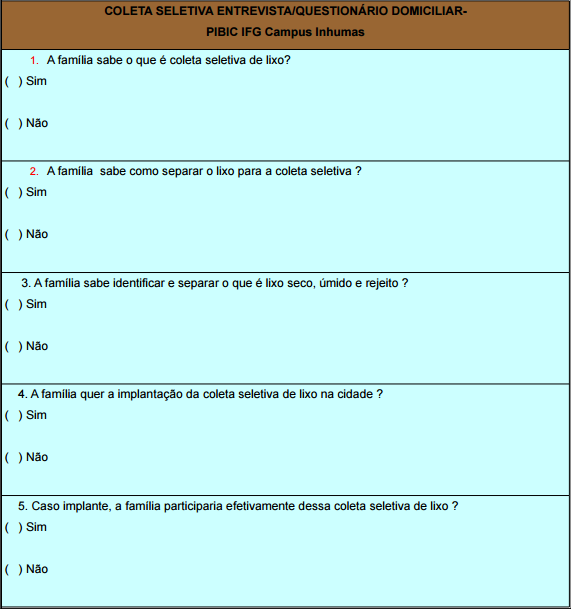 COLETA SELETIVA ENTREVISTA/QUESTIONÁRIO DOMICILIAR-
PIBIC IFG Campus Inhumas
1. A família sabe o que é coleta seletiva de lixo?
( ) Sim
( ) Não
2. A família sabe como separar o lixo para a coleta seletiva ?
( ) Sim
( ) Não
3. A família sabe identificar e separar o que é lixo seco, úmido e rejeito ?
( ) Sim
( ) Não
4. A família quer a implantação da coleta seletiva de lixo na cidade ?
( ) Sim
( ) Não
5. Caso implante, a família participaria efetivamente dessa coleta seletiva de lixo ?
( ) Sim
( ) Não